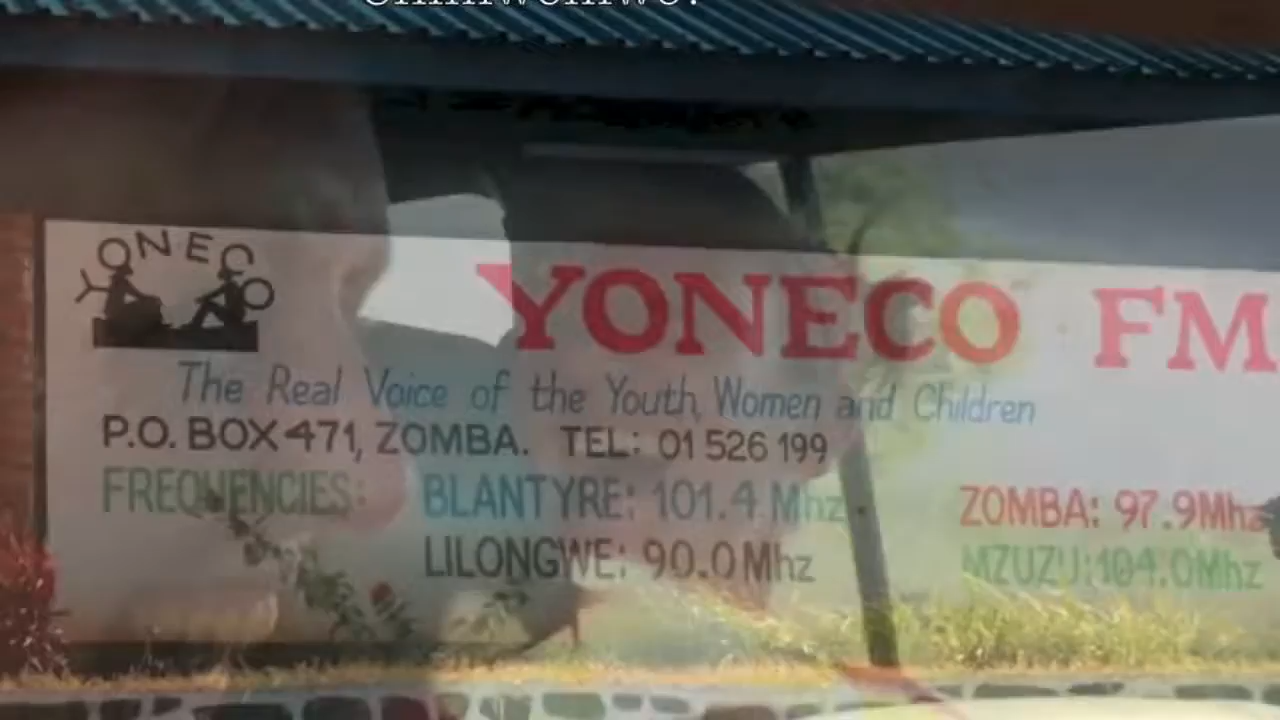 YONECO
YONECO FM
The Real Voice of the Youth, Women and Children
P.O. BOX 471, ZOMBA. TEL: 01 526 199
FREQUENCIES: BLANTYRE: 101.4 Mhz ZOMBA: 97.9Mhz
LILONGWE: 90.0Mhz MZUZU:104.0Mhz